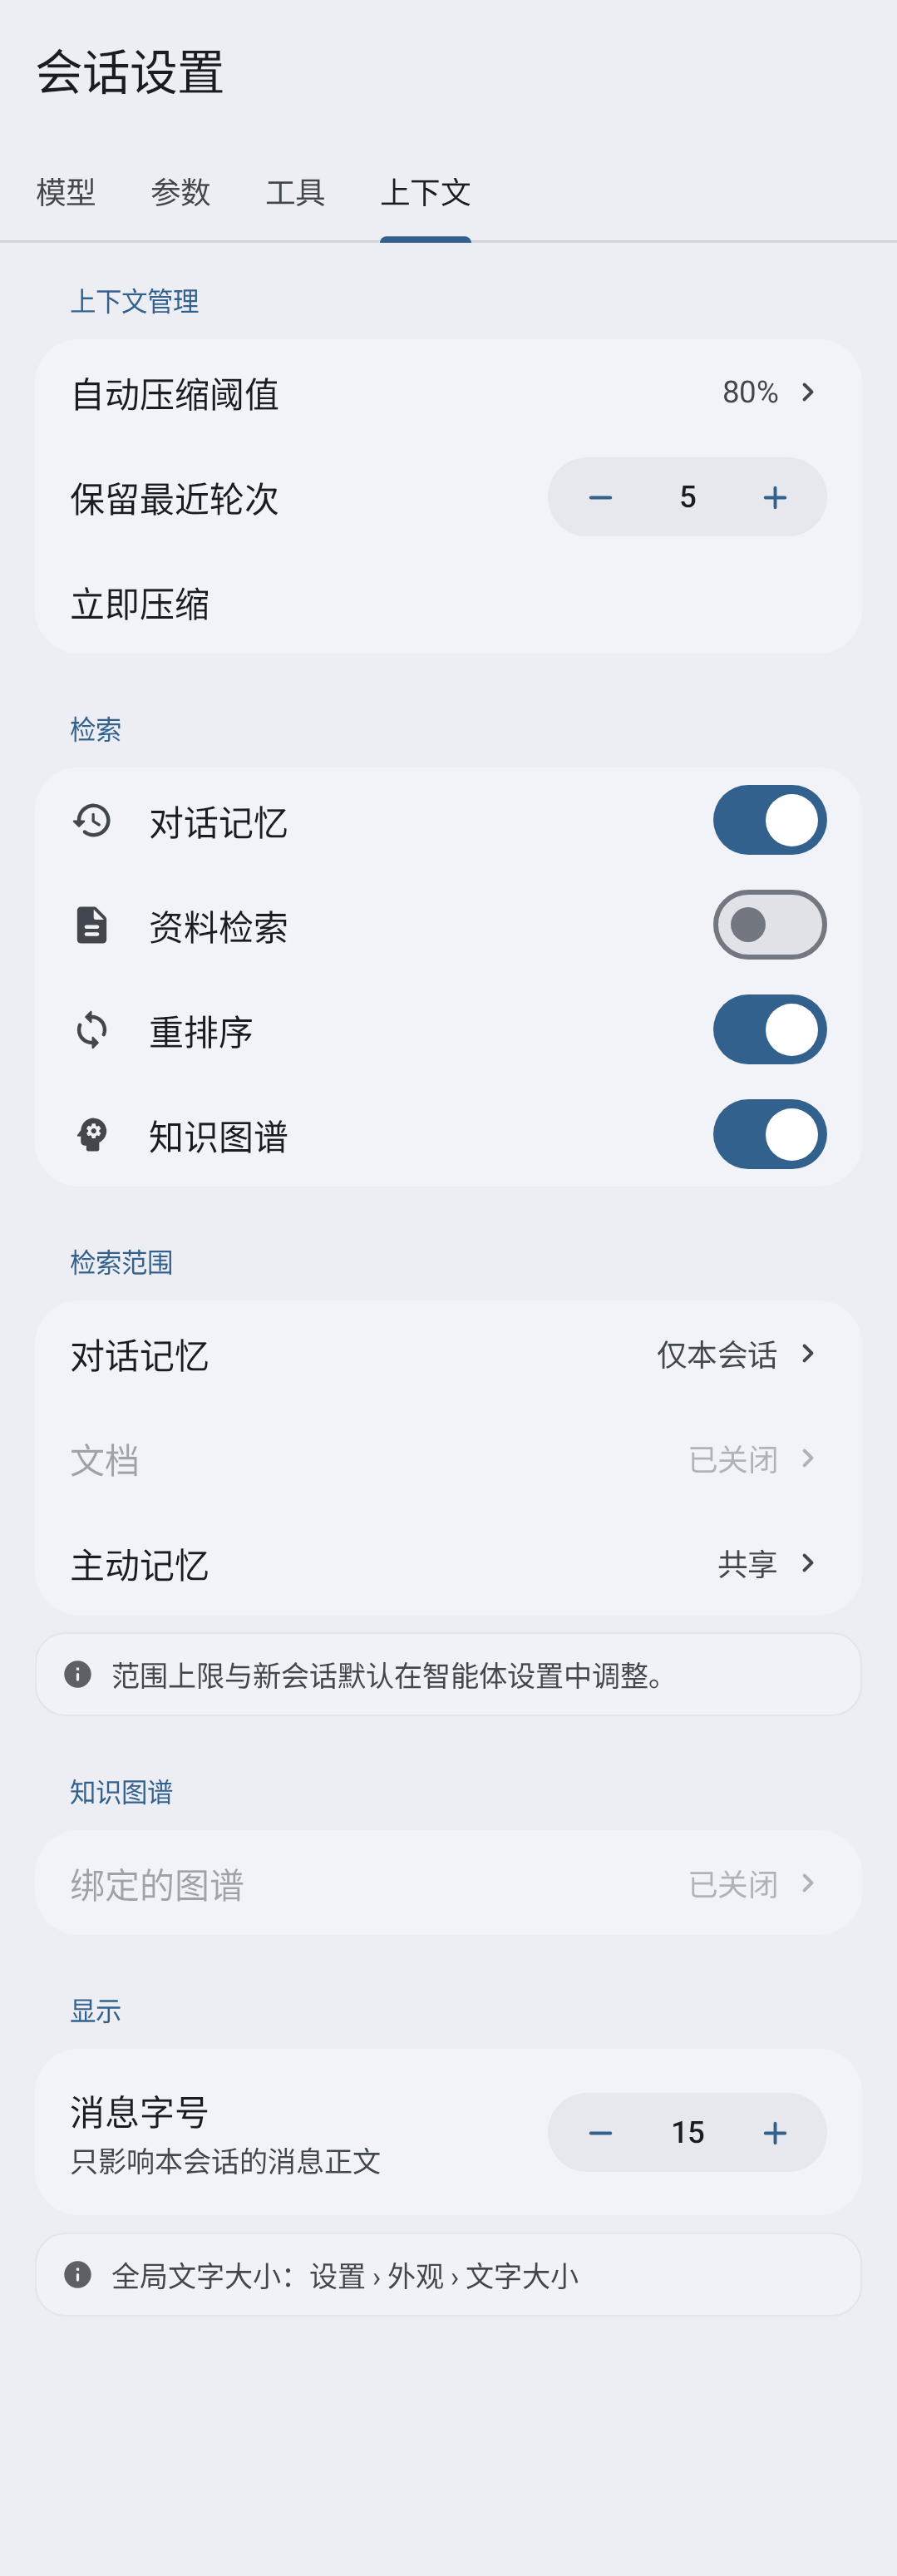 会话设置
模型 参数 工具 上下文
上下文管理
自动压缩阈值 80%
保留最近轮次 − 5 +
立即压缩
检索
对话记忆
资料检索
重排序
知识图谱
检索范围
对话记忆 仅本会话
文档 已关闭
主动记忆 共享
范围上限与新会话默认在智能体设置中调整。
知识图谱
绑定的图谱 已关闭
显示
消息字号 − 15 +
只影响本会话的消息正文
全局文字大小：设置 › 外观 › 文字大小